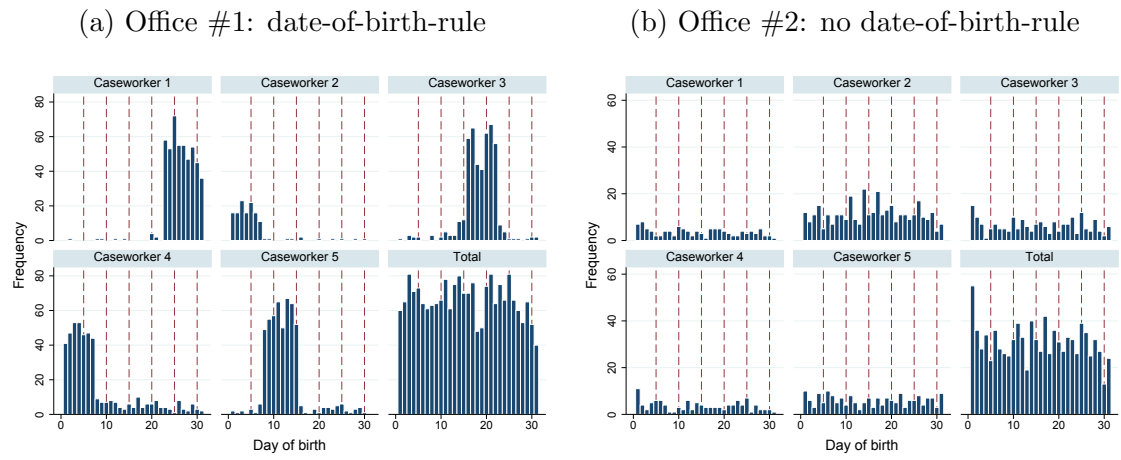 (a) Office #1: date-of-birth-rule
(b) Office #2: no date-of-birth-rule
Caseworker 1 Caseworker 2 Caseworker 3
80
60
40
20
0
Frequency
Caseworker 4 Caseworker 5 Total
80
60
40
20
0
0 10 20 30 0 10 20 30 0 10 20 30
Day of birth
Caseworker 1 Caseworker 2 Caseworker 3
60
40
20
0
Frequency
Caseworker 4 Caseworker 5 Total
60
40
20
0
0 10 20 30 0 10 20 30 0 10 20 30
Day of birth